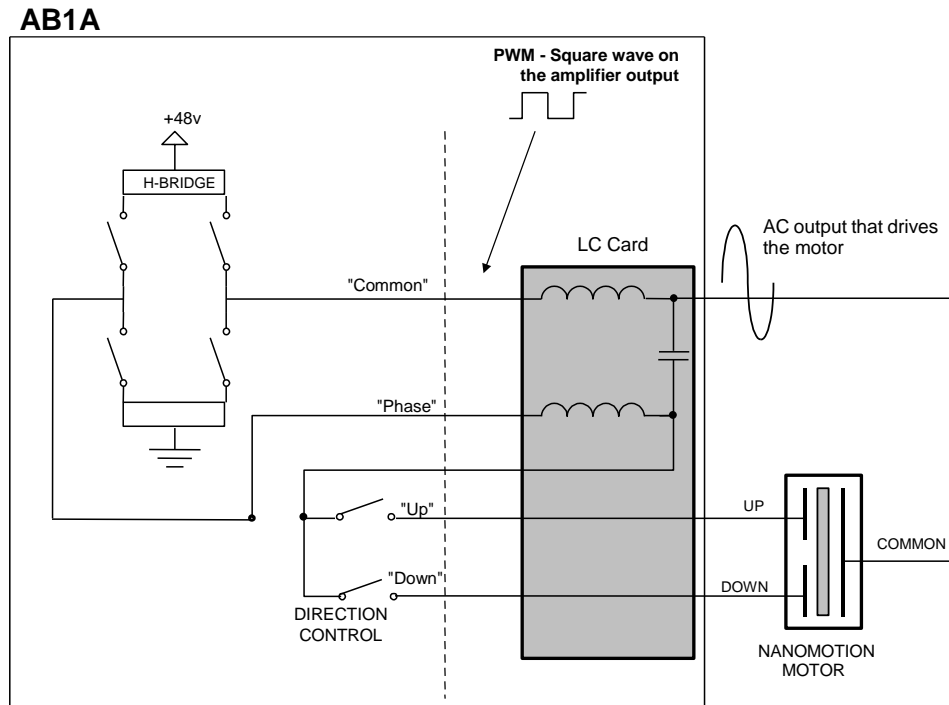 AB1A
PWM - Square wave on
the amplifier output
+48v
H-BRIDGE
LC Card
AC output that drives
the motor
"Common"
"Phase"
"Up"
UP
COMMON
"Down"
DOWN
DIRECTION
CONTROL
NANOMOTION
MOTOR